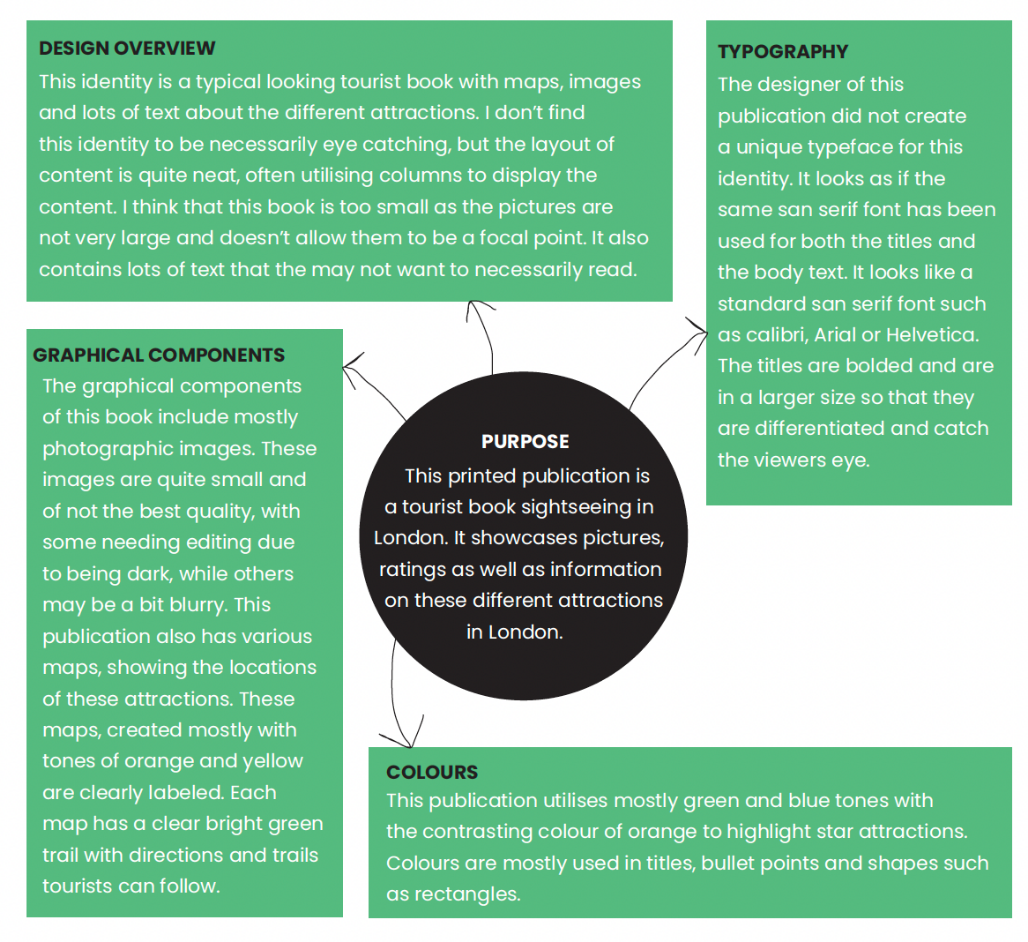 DESIGN OVERVIEW
This identity is a typical looking tourist book with maps, images
and lots of text about the different attractions. I don’t find
this identity to be necessarily eye catching, but the layout of
content is quite neat, often utilising columns to display the
content. I think that this book is too small as the pictures are
not very large and doesn’t allow them to be a focal point. It also
contains lots of text that the may not want to necessarily read.
TYPOGRAPHY
The designer of this
publication did not create
a unique typeface for this
identity. It looks as if the
same san serif font has been
used for both the titles and
the body text. It looks like a
standard san serif font such
as calibri, Arial or Helvetica.
The titles are bolded and are
in a larger size so that they
are differentiated and catch
the viewers eye.
GRAPHICAL COMPONENTS
The graphical components
of this book include mostly
photographic images. These
images are quite small and
of not the best quality, with
some needing editing due
to being dark, while others
may be a bit blurry. This
publication also has various
maps, showing the locations
of these attractions. These
maps, created mostly with
tones of orange and yellow
are clearly labeled. Each
map has a clear bright green
trail with directions and trails
tourists can follow.
PURPOSE
This printed publication is
a tourist book sightseeing in
London. It showcases pictures,
ratings as well as information
on these different attractions
in London.
COLOURS
This publication utilises mostly green and blue tones with
the contrasting colour of orange to highlight star attractions.
Colours are mostly used in titles, bullet points and shapes such
as rectangles.